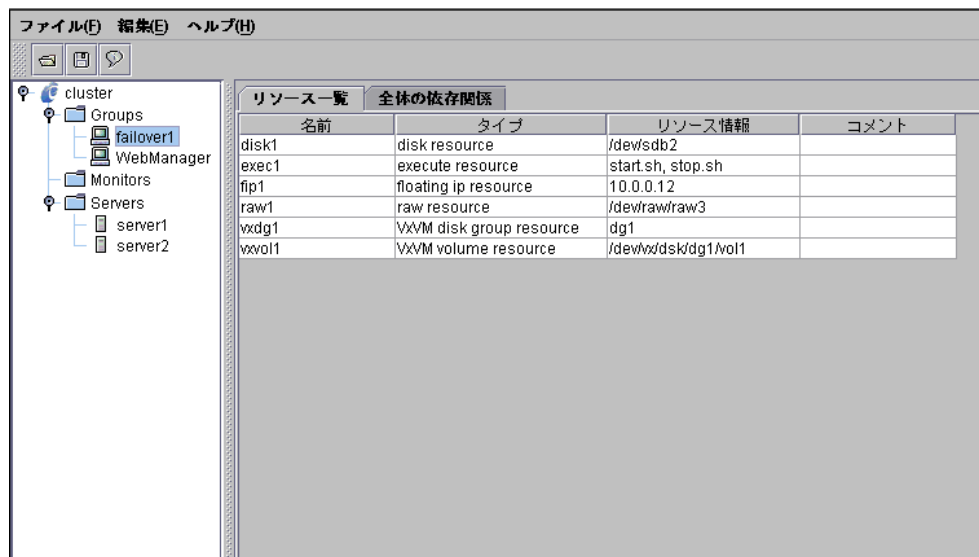 ファイル(F) 編集(E) ヘルプ(H)
cluster
Groups
failover1
WebManager
Monitors
Servers
server1
server2
リソース一覧 全体の依存関係
名前 タイプ リソース情報 コメント
disk1 disk resource /dev/sdb2
exec1 execute resource start.sh, stop.sh
fip1 floating ip resource 10.0.0.12
raw1 raw resource /dev/raw/raw3
vxdg1 VxVM disk group resource dg1
vxvol1 VxVM volume resource /dev/vx/dsk/dg1/vol1